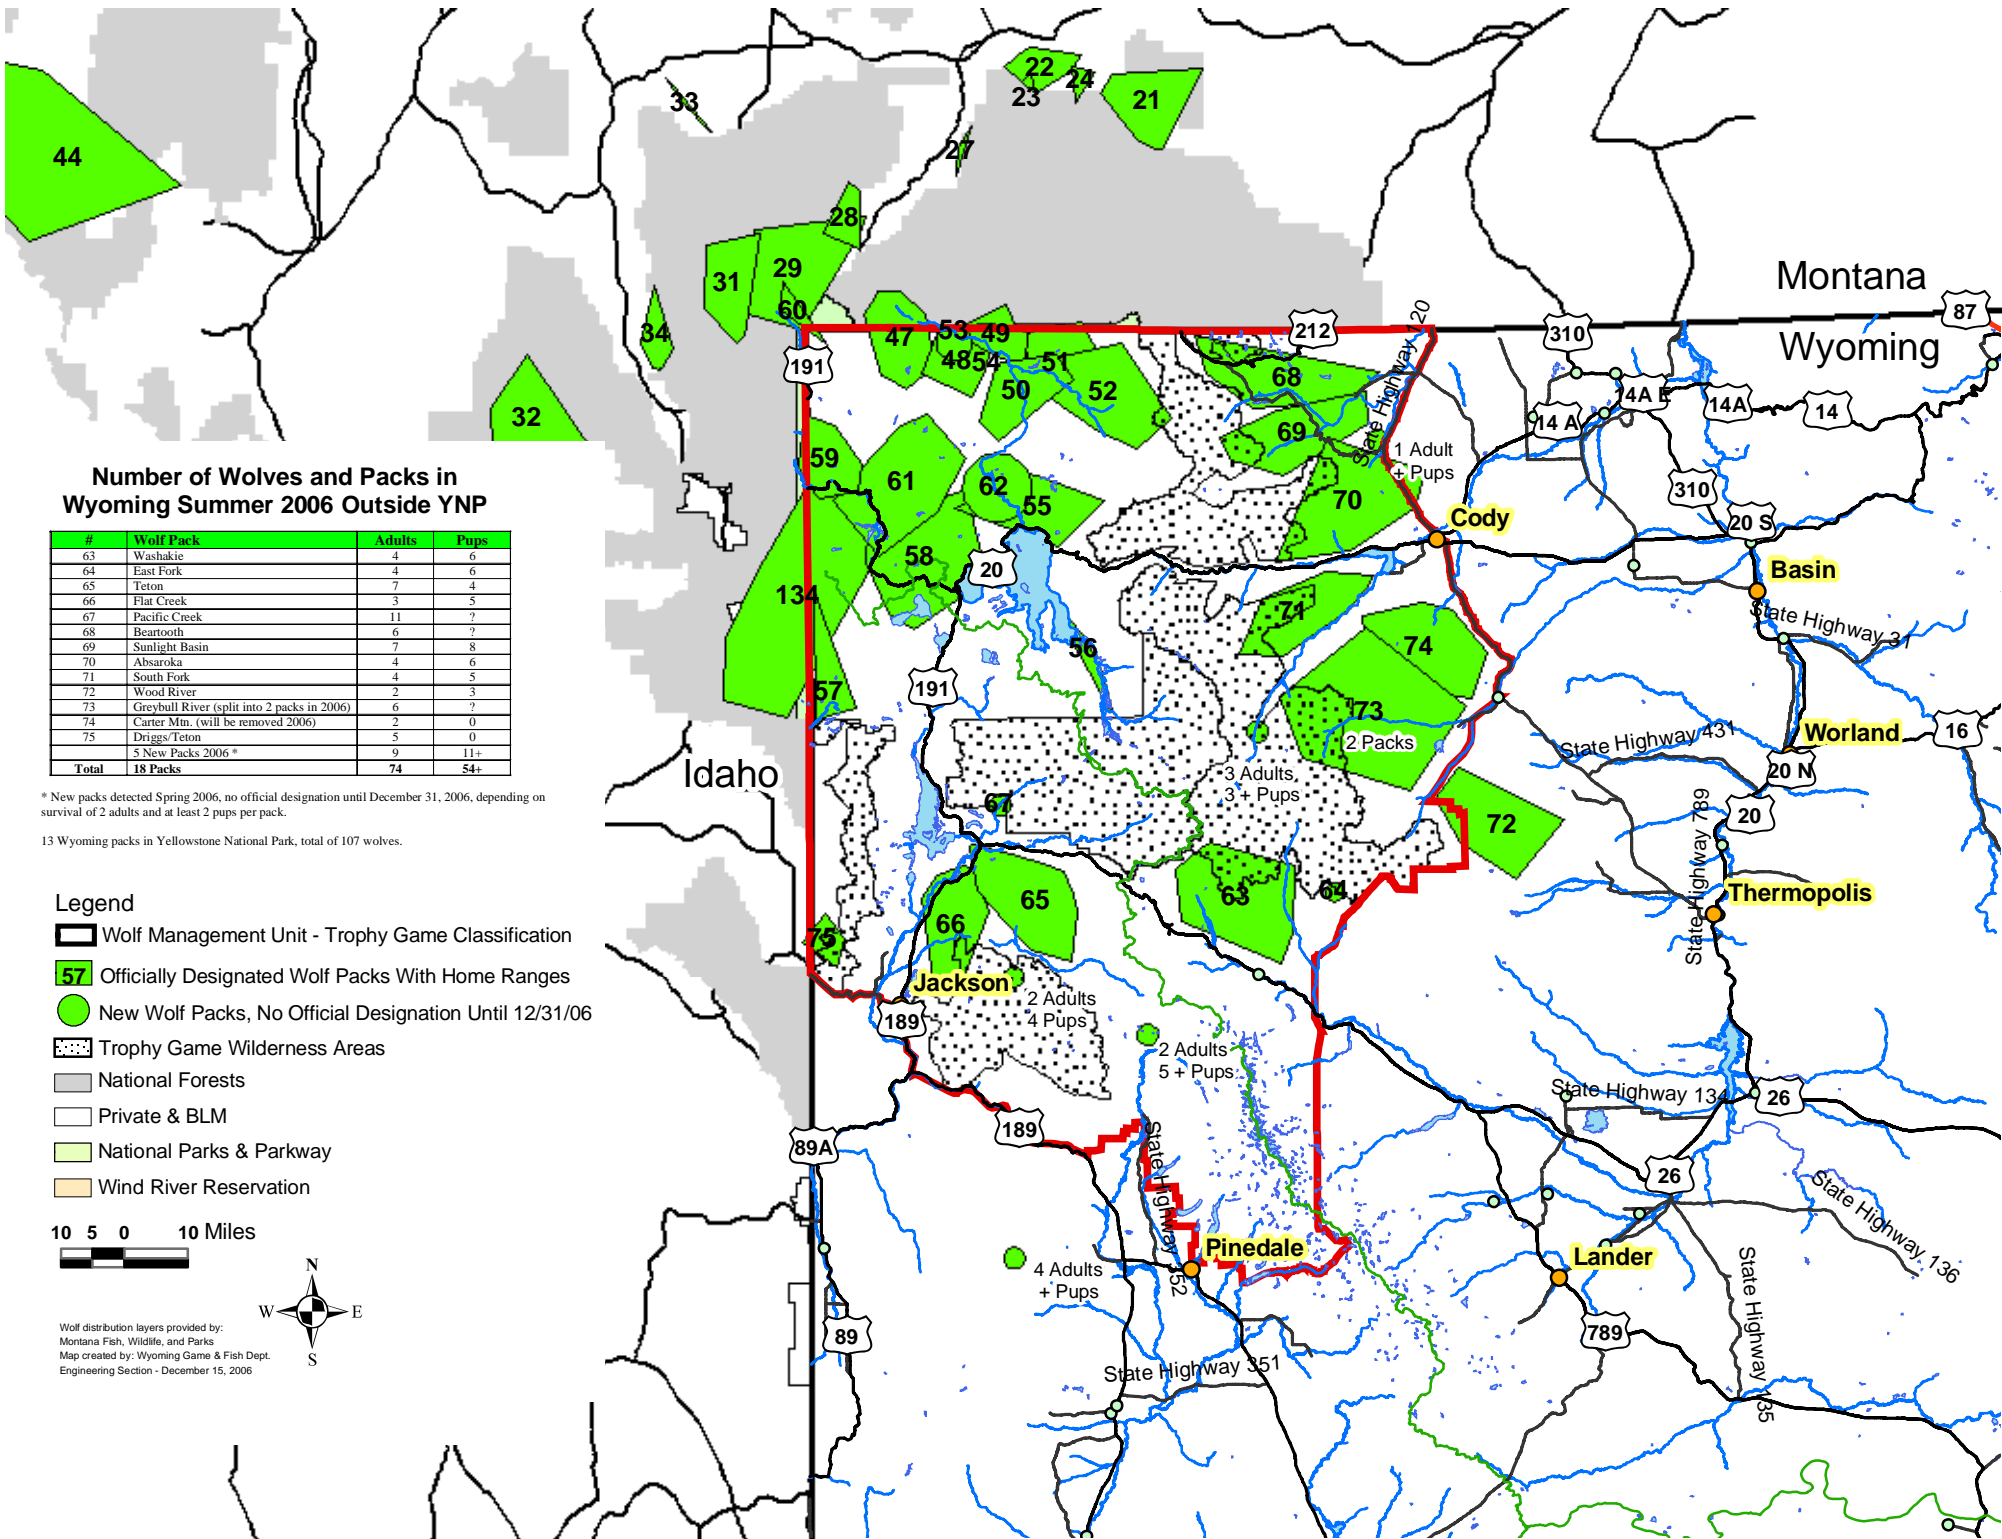 44
33
22
23
24
21
27
28
31
29
60
34
32
Montana
Wyoming
Idaho
87
212
310
191
State Highway 120
47
53
49
48
54
51
50
52
68
69
70
59
61
62
55
58
134
57
56
71
74
73
2 Packs
72
67
65
66
63
64
75
14A E
14 A
14A
14
310
20 S
1 Adult
+ Pups
Cody
Basin
State Highway 31
20
191
State Highway 431
Worland
16
20 N
20
3 Adults
3 + Pups
State Highway 789
Thermopolis
Jackson
2 Adults
4 Pups
189
2 Adults
5 + Pups
State Highway 134
26
189
89A
26
State Highway 352
State Highway 136
Pinedale
Lander
4 Adults
+ Pups
89
789
State Highway 135
State Highway 351
Number of Wolves and Packs in
Wyoming Summer 2006 Outside YNP
# Wolf Pack Adults Pups
63 Washakie 4 6
64 East Fork 4 6
65 Teton 7 4
66 Flat Creek 3 5
67 Pacific Creek 11 ?
68 Beartooth 6 ?
69 Sunlight Basin 7 8
70 Absaroka 4 6
71 South Fork 4 5
72 Wood River 2 3
73 Greybull River (split into 2 packs in 2006) 6 ?
74 Carter Mtn. (will be removed 2006) 2 0
75 Driggs/Teton 5 0
5 New Packs 2006 * 9 11+
Total 18 Packs 74 54+
* New packs detected Spring 2006, no official designation until December 31, 2006, depending on
survival of 2 adults and at least 2 pups per pack.
13 Wyoming packs in Yellowstone National Park, total of 107 wolves.
Legend
Wolf Management Unit - Trophy Game Classification
57 Officially Designated Wolf Packs With Home Ranges
New Wolf Packs, No Official Designation Until 12/31/06
Trophy Game Wilderness Areas
National Forests
Private & BLM
National Parks & Parkway
Wind River Reservation
10 5 0 10 Miles
N
W E
S
Wolf distribution layers provided by:
Montana Fish, Wildlife, and Parks
Map created by: Wyoming Game & Fish Dept.
Engineering Section - December 15, 2006